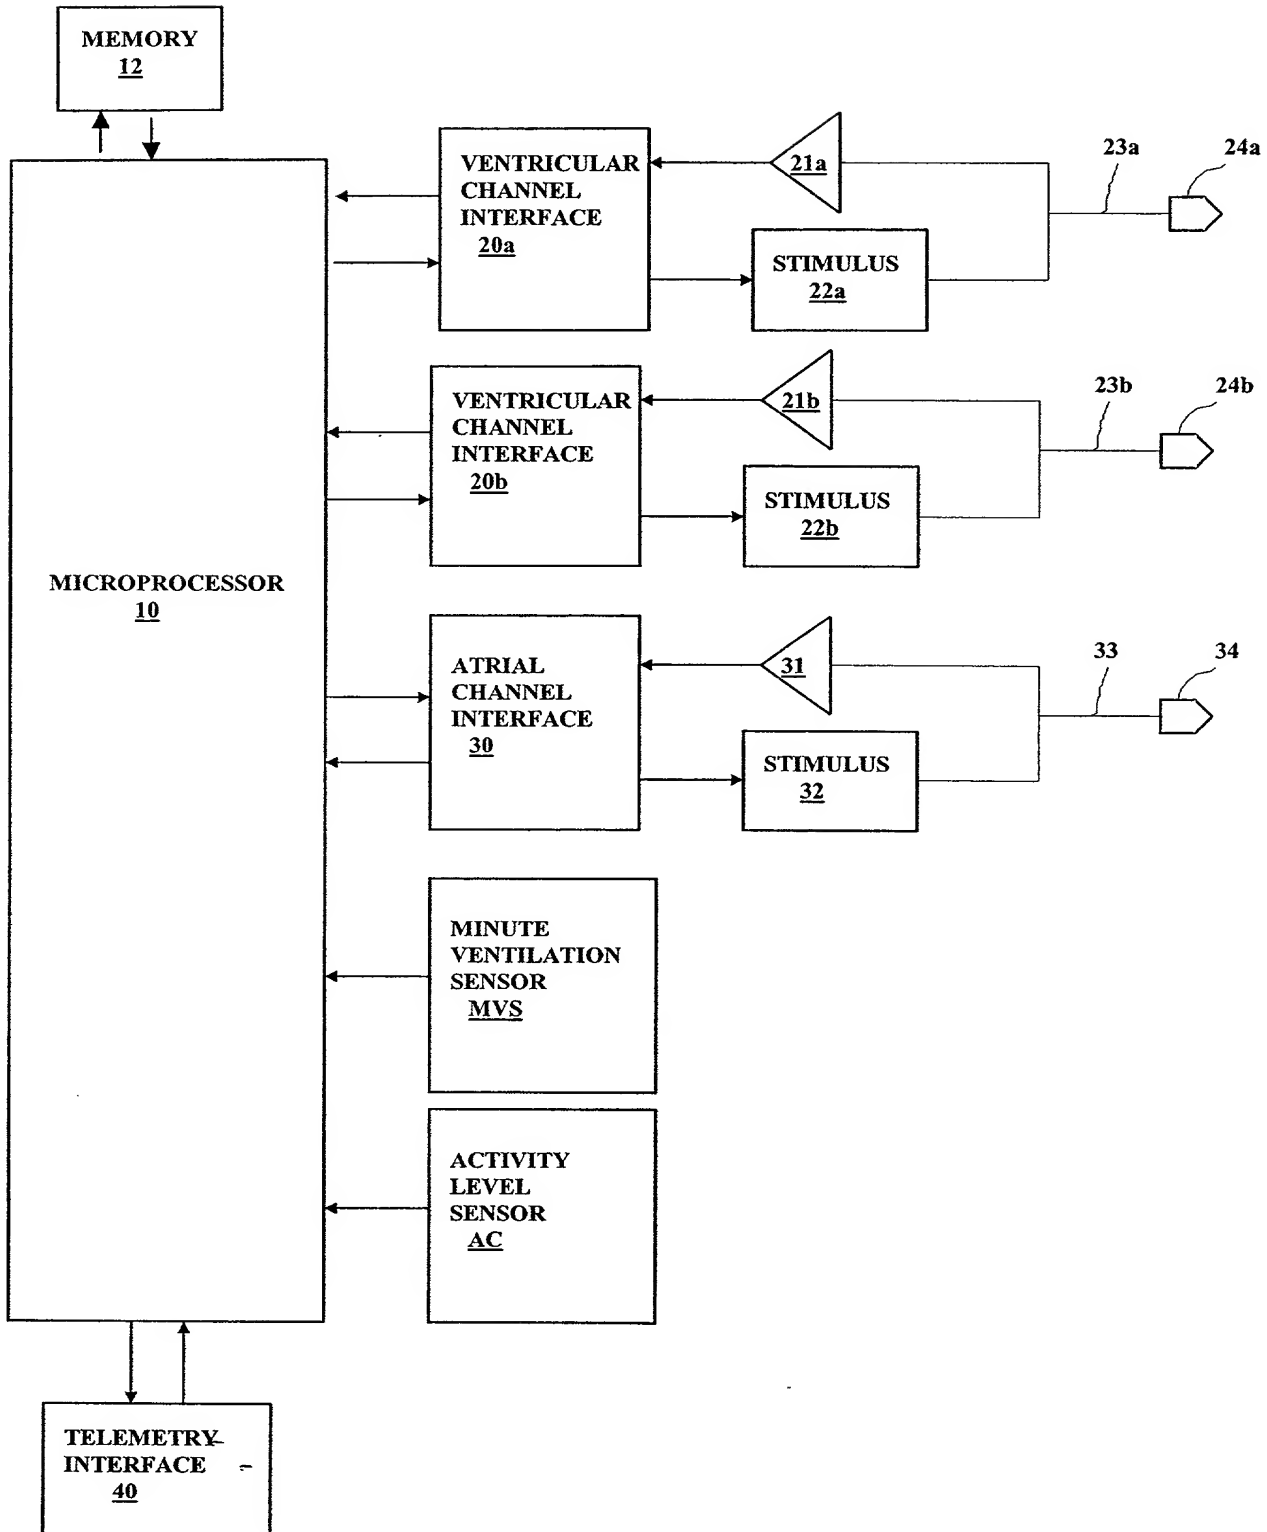 MEMORY
12
VENTRICULAR
CHANNEL
INTERFACE
20a
21a
STIMULUS
22a
23a
24a
VENTRICULAR
CHANNEL
INTERFACE
20b
21b
STIMULUS
22b
23b
24b
MICROPROCESSOR
10
ATRIAL
CHANNEL
INTERFACE
30
31
STIMULUS
32
33
34
MINUTE
VENTILATION
SENSOR
MVS
ACTIVITY
LEVEL
SENSOR
AC
TELEMETRY
INTERFACE
40